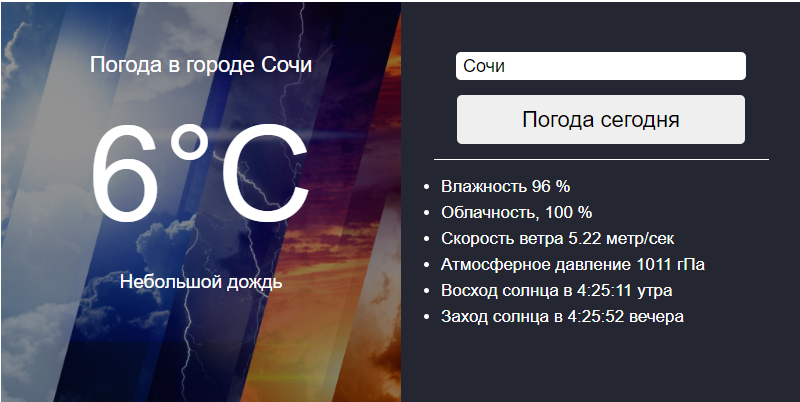 Погода в городе Сочи
6°C
Небольшой дождь
Сочи
Погода сегодня
Влажность 96 %
Облачность, 100 %
Скорость ветра 5.22 метр/сек
Атмосферное давление 1011 гПа
Восход солнца в 4:25:11 утра
Заход солнца в 4:25:52 вечера